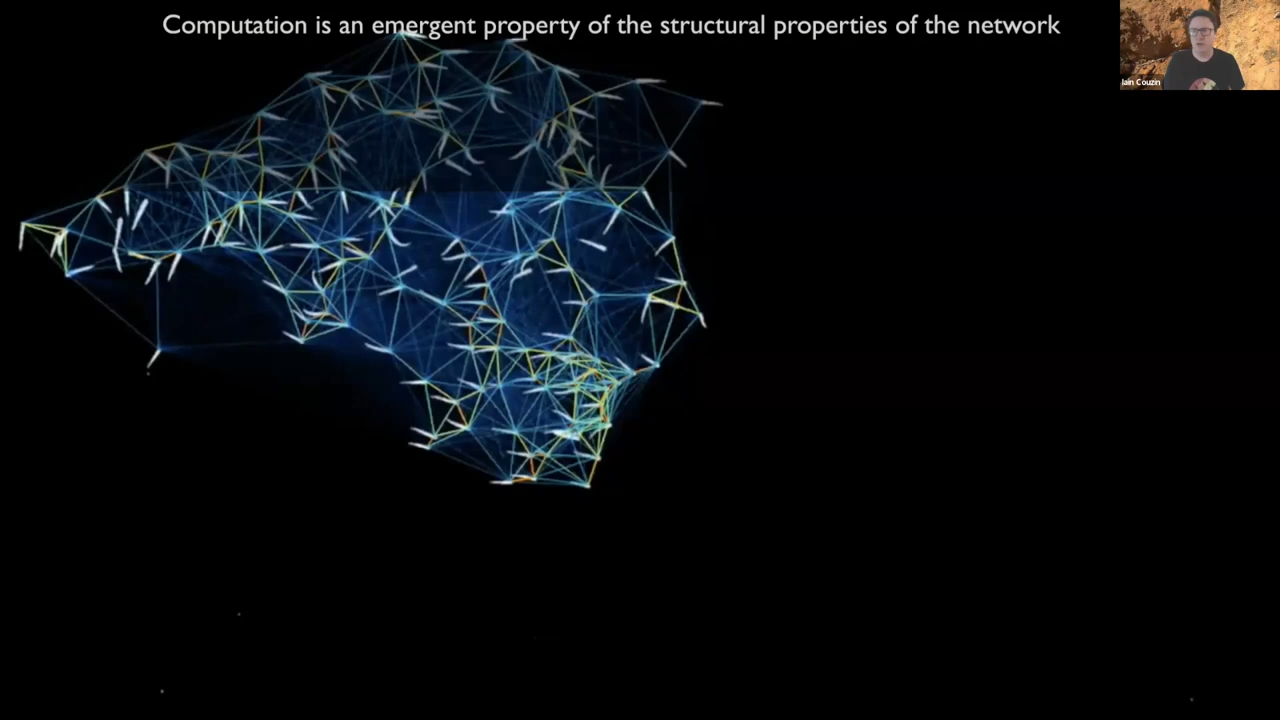 Computation is an emergent property of the structural properties of the network
Iain Couzin